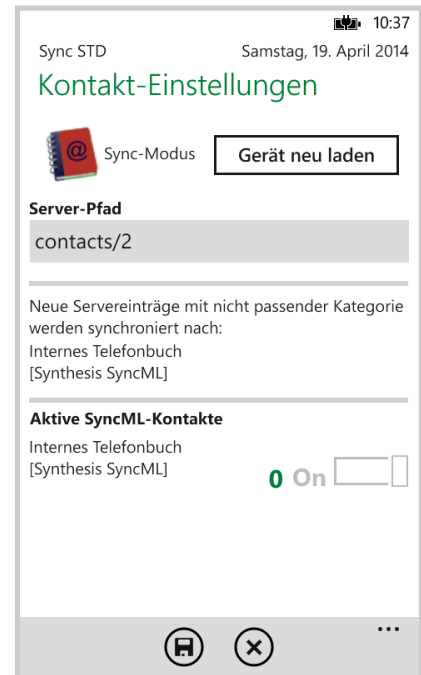 10:37
Sync STD Samstag, 19. April 2014
Kontakt-Einstellungen
@ Sync-Modus Gerät neu laden
Server-Pfad
contacts/2
Neue Servereinträge mit nicht passender Kategorie
werden synchroniert nach:
Internes Telefonbuch
[Synthesis SyncML]
Aktive SyncML-Kontakte
Internes Telefonbuch
[Synthesis SyncML]
0 On
...